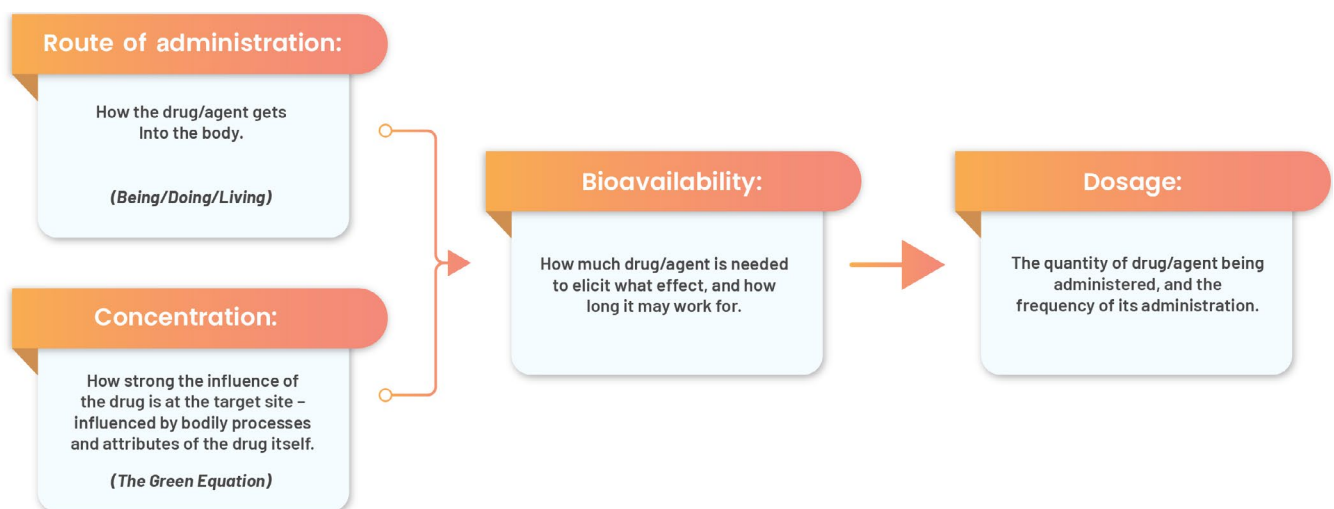 Route of administration:
How the drug/agent gets
Into the body.
(Being/Doing/Living)
Concentration:
How strong the influence of
the drug is at the target site –
influenced by bodily processes
and attributes of the drug itself.
(The Green Equation)
Bioavailability:
How much drug/agent is needed
to elicit what effect, and how
long it may work for.
Dosage:
The quantity of drug/agent being
administered, and the
frequency of its administration.